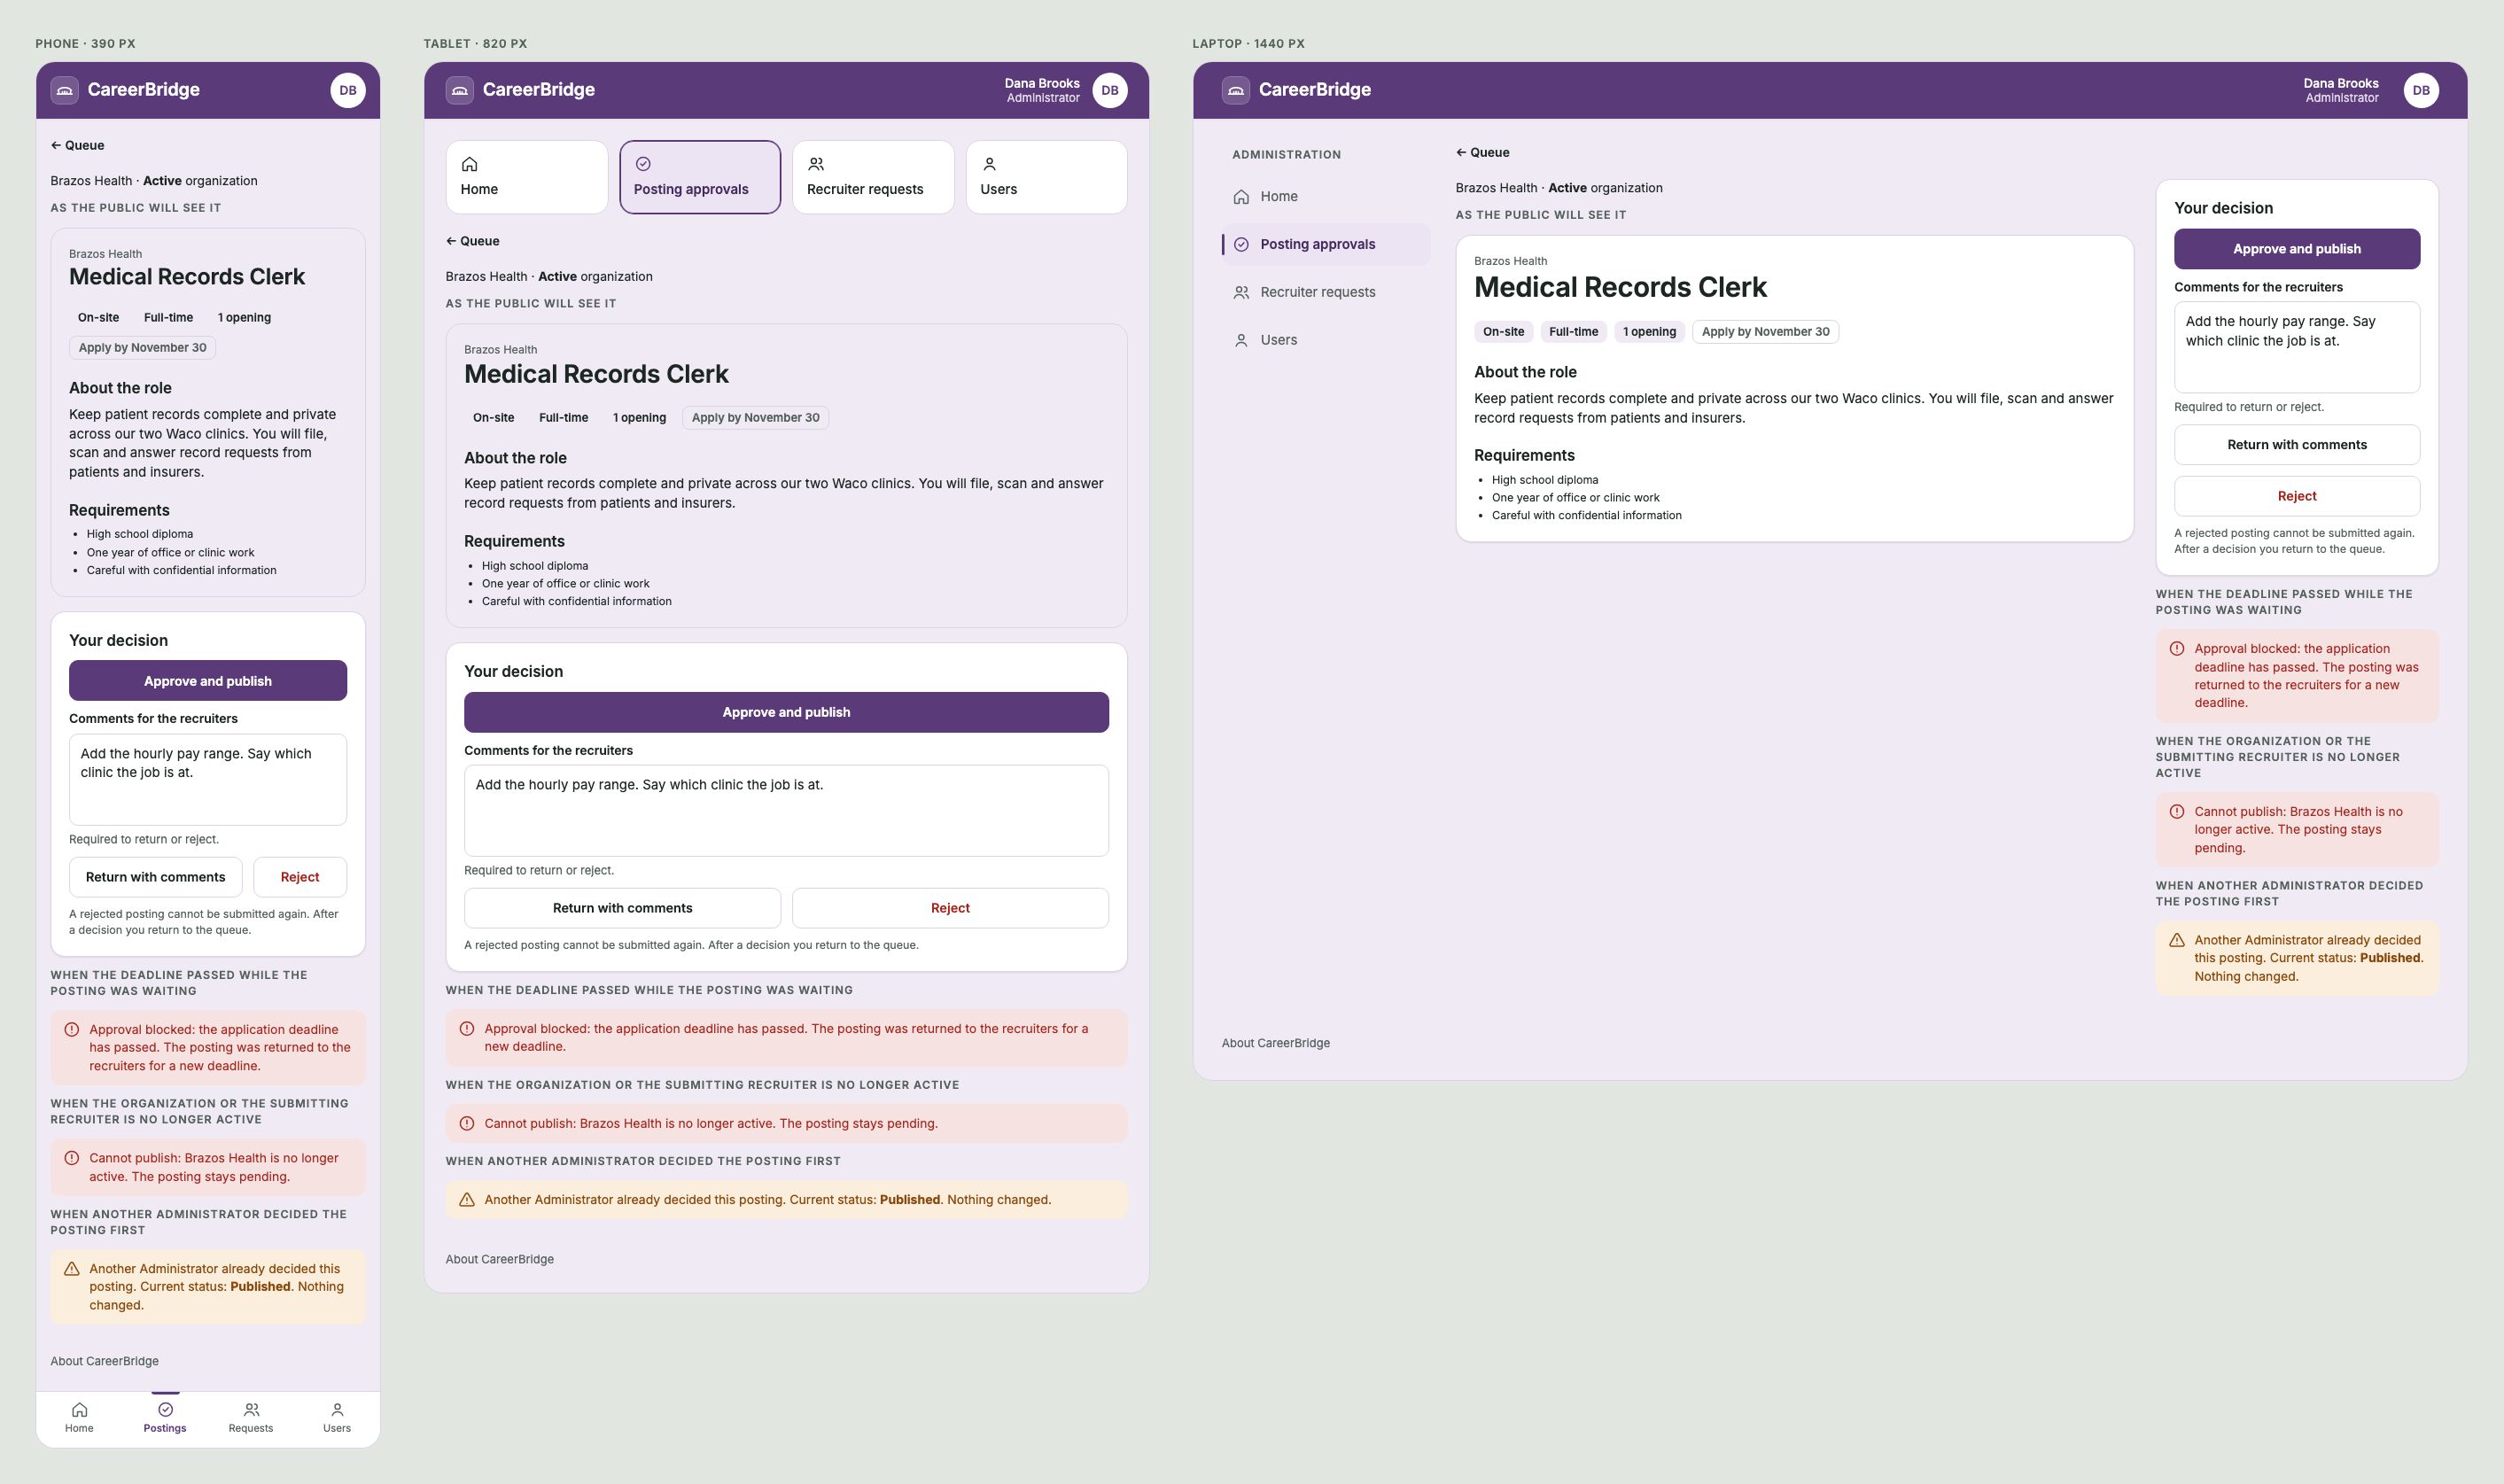 PHONE · 390 PX
CareerBridge
DB
← Queue
Brazos Health · Active organization
AS THE PUBLIC WILL SEE IT
Brazos Health
Medical Records Clerk
On-site Full-time 1 opening
Apply by November 30
About the role
Keep patient records complete and private
across our two Waco clinics. You will file,
scan and answer record requests from
patients and insurers.
Requirements
• High school diploma
• One year of office or clinic work
• Careful with confidential information
Your decision
Approve and publish
Comments for the recruiters
Add the hourly pay range. Say which
clinic the job is at.
Required to return or reject.
Return with comments Reject
A rejected posting cannot be submitted again. After
a decision you return to the queue.
WHEN THE DEADLINE PASSED WHILE THE
POSTING WAS WAITING
Approval blocked: the application deadline
has passed. The posting was returned to the
recruiters for a new deadline.
WHEN THE ORGANIZATION OR THE SUBMITTING
RECRUITER IS NO LONGER ACTIVE
Cannot publish: Brazos Health is no longer
active. The posting stays pending.
WHEN ANOTHER ADMINISTRATOR DECIDED THE
POSTING FIRST
Another Administrator already decided this
posting. Current status: Published. Nothing
changed.
About CareerBridge
Home Postings Requests Users
TABLET · 820 PX
CareerBridge
Dana Brooks
Administrator
DB
Home Posting approvals Recruiter requests Users
← Queue
Brazos Health · Active organization
AS THE PUBLIC WILL SEE IT
Brazos Health
Medical Records Clerk
On-site Full-time 1 opening Apply by November 30
About the role
Keep patient records complete and private across our two Waco clinics. You will file, scan and answer
record requests from patients and insurers.
Requirements
• High school diploma
• One year of office or clinic work
• Careful with confidential information
Your decision
Approve and publish
Comments for the recruiters
Add the hourly pay range. Say which clinic the job is at.
Required to return or reject.
Return with comments Reject
A rejected posting cannot be submitted again. After a decision you return to the queue.
WHEN THE DEADLINE PASSED WHILE THE POSTING WAS WAITING
Approval blocked: the application deadline has passed. The posting was returned to the recruiters for a
new deadline.
WHEN THE ORGANIZATION OR THE SUBMITTING RECRUITER IS NO LONGER ACTIVE
Cannot publish: Brazos Health is no longer active. The posting stays pending.
WHEN ANOTHER ADMINISTRATOR DECIDED THE POSTING FIRST
Another Administrator already decided this posting. Current status: Published. Nothing changed.
About CareerBridge
LAPTOP · 1440 PX
CareerBridge
Dana Brooks
Administrator
DB
ADMINISTRATION
Home
Posting approvals
Recruiter requests
Users
← Queue
Brazos Health · Active organization
AS THE PUBLIC WILL SEE IT
Brazos Health
Medical Records Clerk
On-site Full-time 1 opening Apply by November 30
About the role
Keep patient records complete and private across our two Waco clinics. You will file, scan and answer
record requests from patients and insurers.
Requirements
• High school diploma
• One year of office or clinic work
• Careful with confidential information
Your decision
Approve and publish
Comments for the recruiters
Add the hourly pay range. Say
which clinic the job is at.
Required to return or reject.
Return with comments
Reject
A rejected posting cannot be submitted again.
After a decision you return to the queue.
WHEN THE DEADLINE PASSED WHILE THE
POSTING WAS WAITING
Approval blocked: the application
deadline has passed. The posting was
returned to the recruiters for a new
deadline.
WHEN THE ORGANIZATION OR THE
SUBMITTING RECRUITER IS NO LONGER
ACTIVE
Cannot publish: Brazos Health is no
longer active. The posting stays
pending.
WHEN ANOTHER ADMINISTRATOR DECIDED
THE POSTING FIRST
Another Administrator already decided
this posting. Current status: Published.
Nothing changed.
About CareerBridge